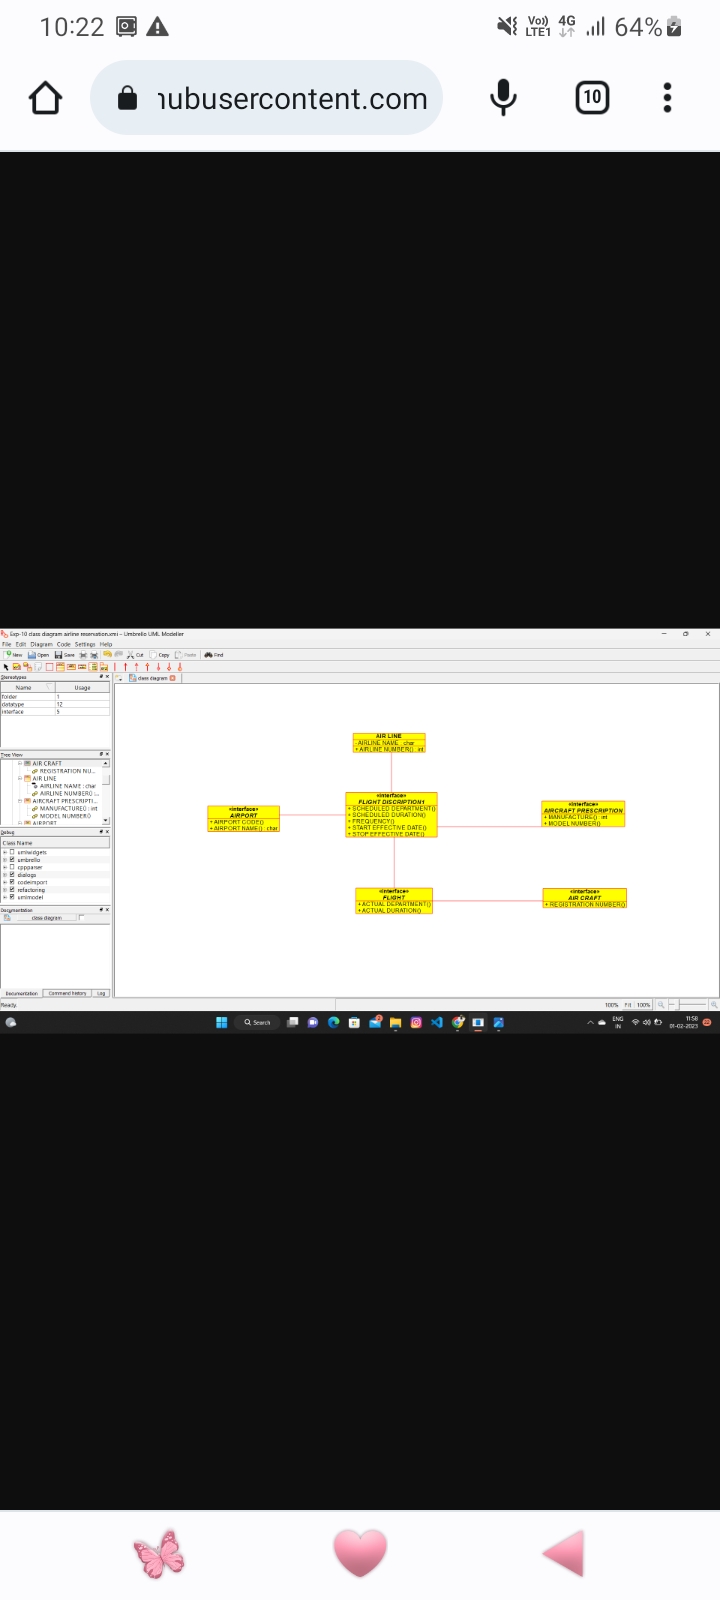 10:22
Vo)) 4G 64%
LTE1
nubusercontent.com
10
Exp-10 class diagram airline reservation.xmi - Umbrello UML Modeller
File Edit Diagram Code Settings Help
New Open Save Cut Copy Paste Find
Stereotypes
Name Usage
folder 1
datatype 12
interface 5
class diagram
Tree View
AIR CRAFT
REGISTRATION NU...
AIR LINE
AIRLINE NAME : char
AIRLINE NUMBER() :...
AIRCRAFT PRESCRIPTI...
MANUFACTURE() : int
MODEL NUMBER()
AIRPORT
Debug
Class Name
umlwidgets
umbrello
cppparser
dialogs
codeimport
refactoring
umlmodel
Documentation
class diagram
Documentation Command history Log
AIR LINE
- AIRLINE NAME : char
+ AIRLINE NUMBER() : int
«interface»
AIRPORT
+ AIRPORT CODE()
+ AIRPORT NAME() : char
«interface»
FLIGHT DISCRIPTION1
+ SCHEDULED DEPARTMENT()
+ SCHEDULED DURATION()
+ FREQUENCY()
+ START EFFECTIVE DATE()
+ STOP EFFECTIVE DATE()
«interface»
AIRCRAFT PRESCRIPTION
+ MANUFACTURE() : int
+ MODEL NUMBER()
«interface»
FLIGHT
+ ACTUAL DEPARTMENT()
+ ACTUAL DURATION()
«interface»
AIR CRAFT
+ REGISTRATION NUMBER()
Ready.
100% Fit 100%
Search
ENG
IN
11:58
01-02-2023